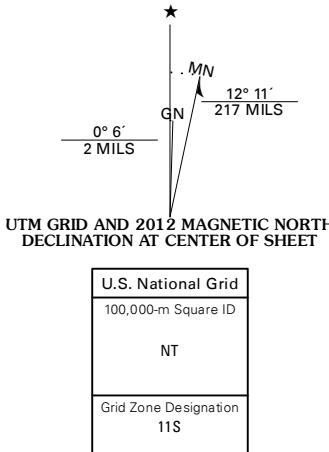 ★
MN
GN
12° 11´
217 MILS
0° 6´
2 MILS
UTM GRID AND 2012 MAGNETIC NORTH
DECLINATION AT CENTER OF SHEET
U.S. National Grid
100,000-m Square ID
NT
Grid Zone Designation
11S